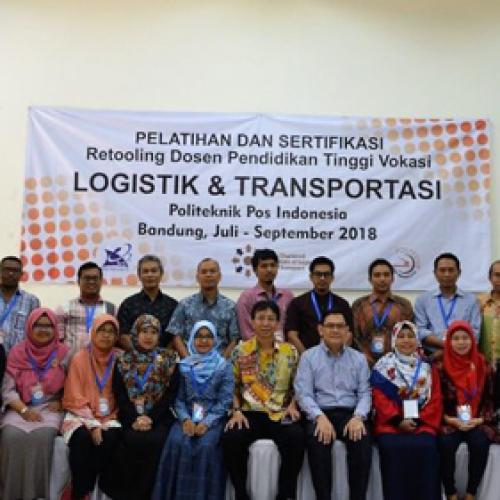 PELATIHAN DAN SERTIFIKASI
Retooling Dosen Pendidikan Tinggi Vokasi
LOGISTIK & TRANSPORTASI
Politeknik Pos Indonesia
Bandung, Juli - September 2018